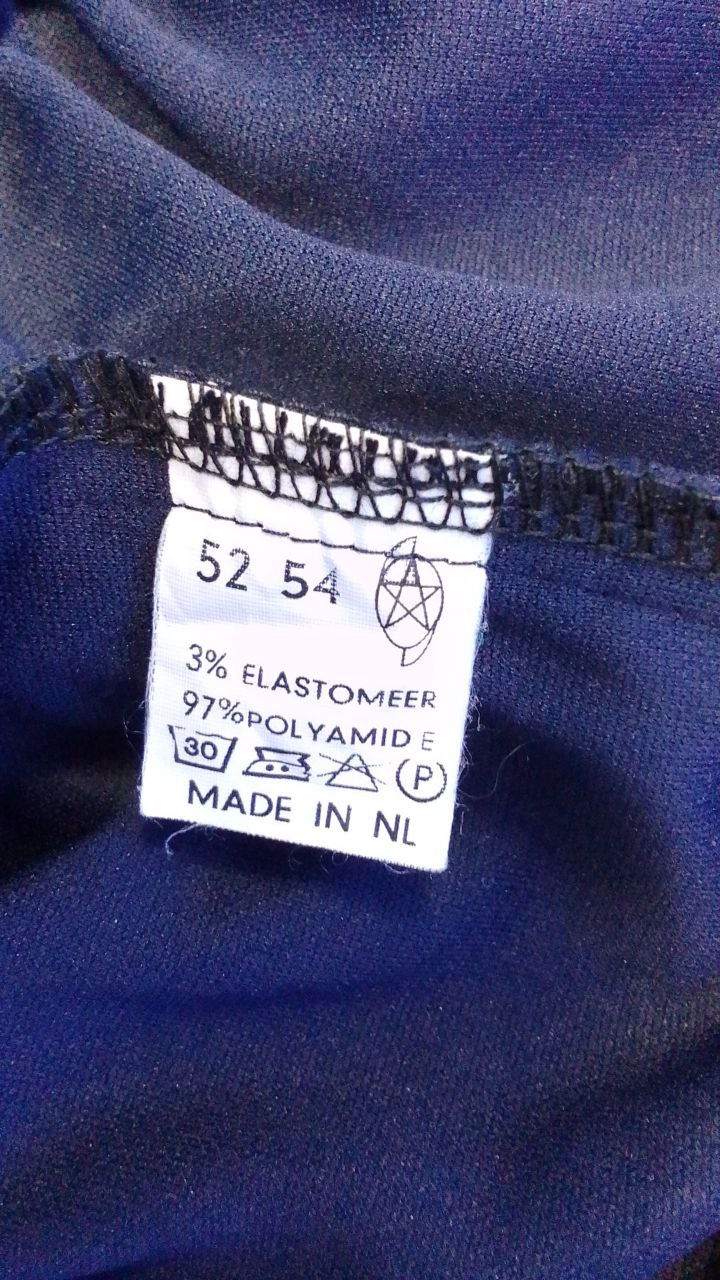 52 54
3% ELASTOMEER
97% POLYAMIDE
30 P
MADE IN NL